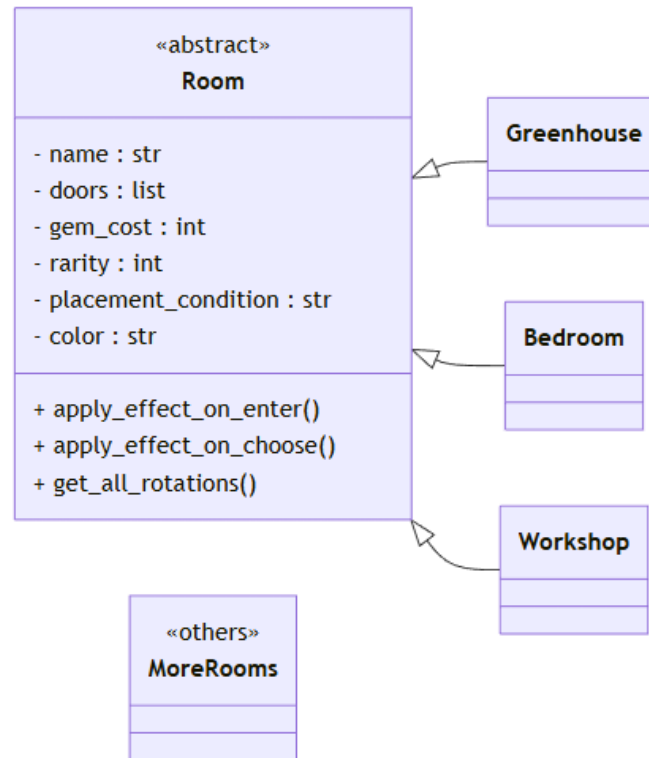 «abstract»
Room
- name : str
- doors : list
- gem_cost : int
- rarity : int
- placement_condition : str
- color : str
+ apply_effect_on_enter()
+ apply_effect_on_choose()
+ get_all_rotations()
Greenhouse
Bedroom
Workshop
«others»
MoreRooms